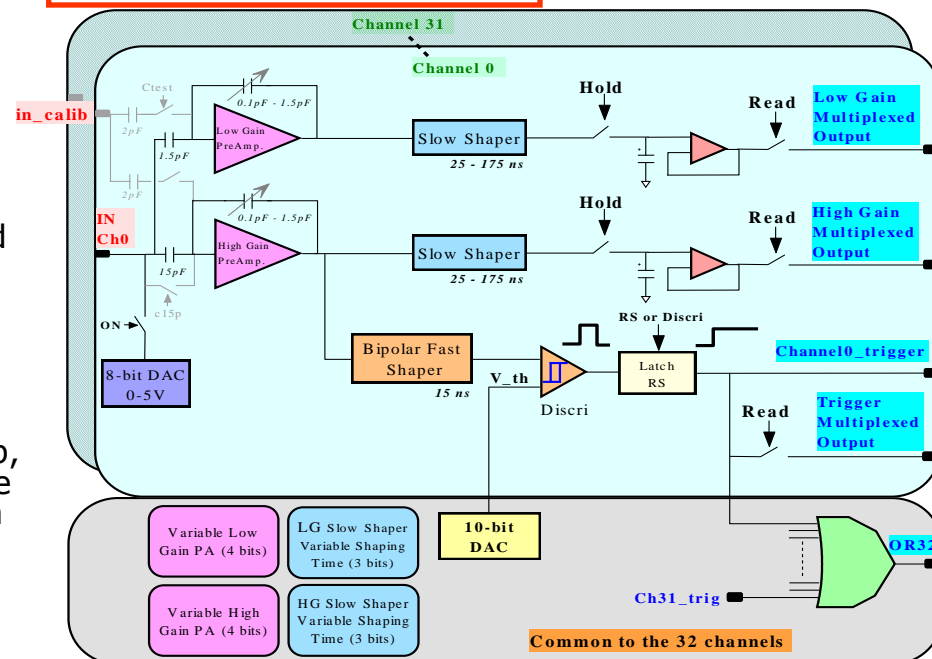 Channel 31
Channel 0
in_calib
Ctest
2pF
1.5pF
2pF
0.1pF - 1.5pF
Low Gain
PreAmp.
Slow Shaper
25 - 175 ns
Hold
Read
Low Gain
Multiplexed
Output
IN
Ch0
15pF
c15p
0.1pF - 1.5pF
High Gain
PreAmp.
Slow Shaper
25 - 175 ns
Hold
Read
High Gain
Multiplexed
Output
ON
8-bit DAC
0-5V
Bipolar Fast
Shaper
15 ns
V_th
Discri
RS or Discri
Latch
RS
Channel0_trigger
Read
Trigger
Multiplexed
Output
Variable Low
Gain PA (4 bits)
LG Slow Shaper
Variable Shaping
Time (3 bits)
10-bit
DAC
OR32
Variable High
Gain PA (4 bits)
HG Slow Shaper
Variable Shaping
Time (3 bits)
Ch31_trig
Common to the 32 channels